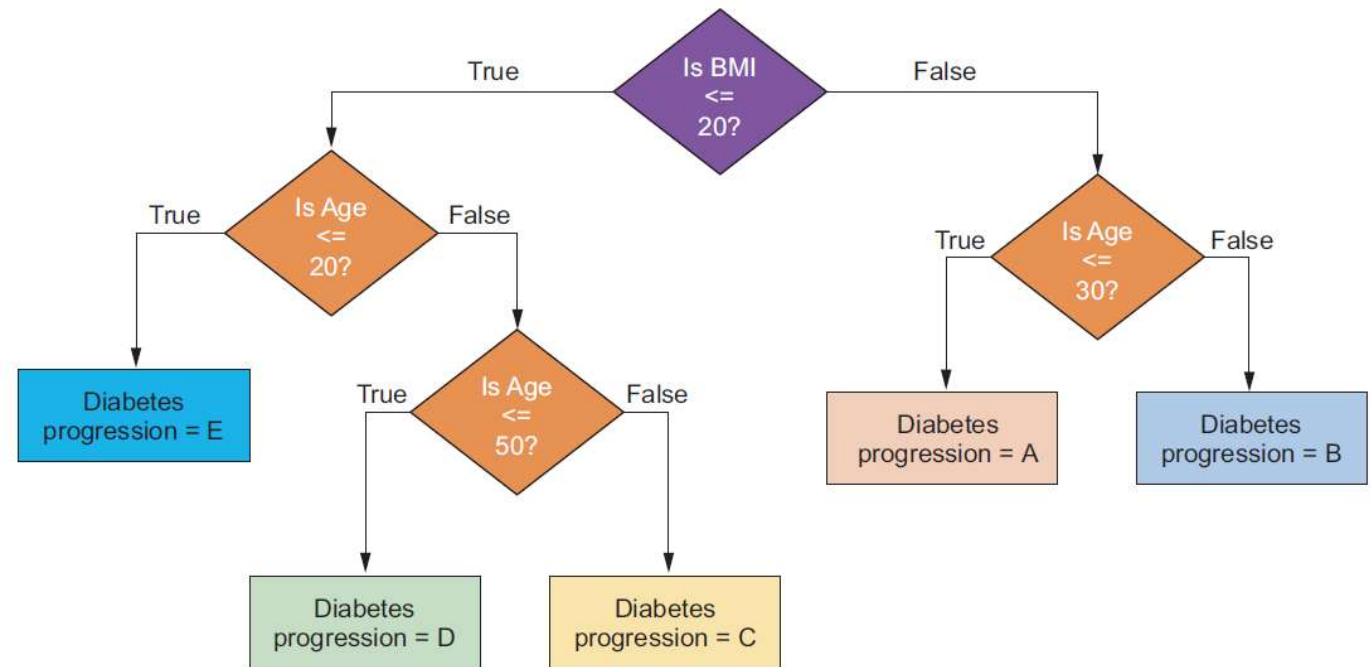 Is BMI
<=
20?
True
False
Is Age
<=
20?
True
False
Is Age
<=
30?
True
False
Is Age
<=
50?
True
False
Diabetes
progression = E
Diabetes
progression = A
Diabetes
progression = B
Diabetes
progression = D
Diabetes
progression = C